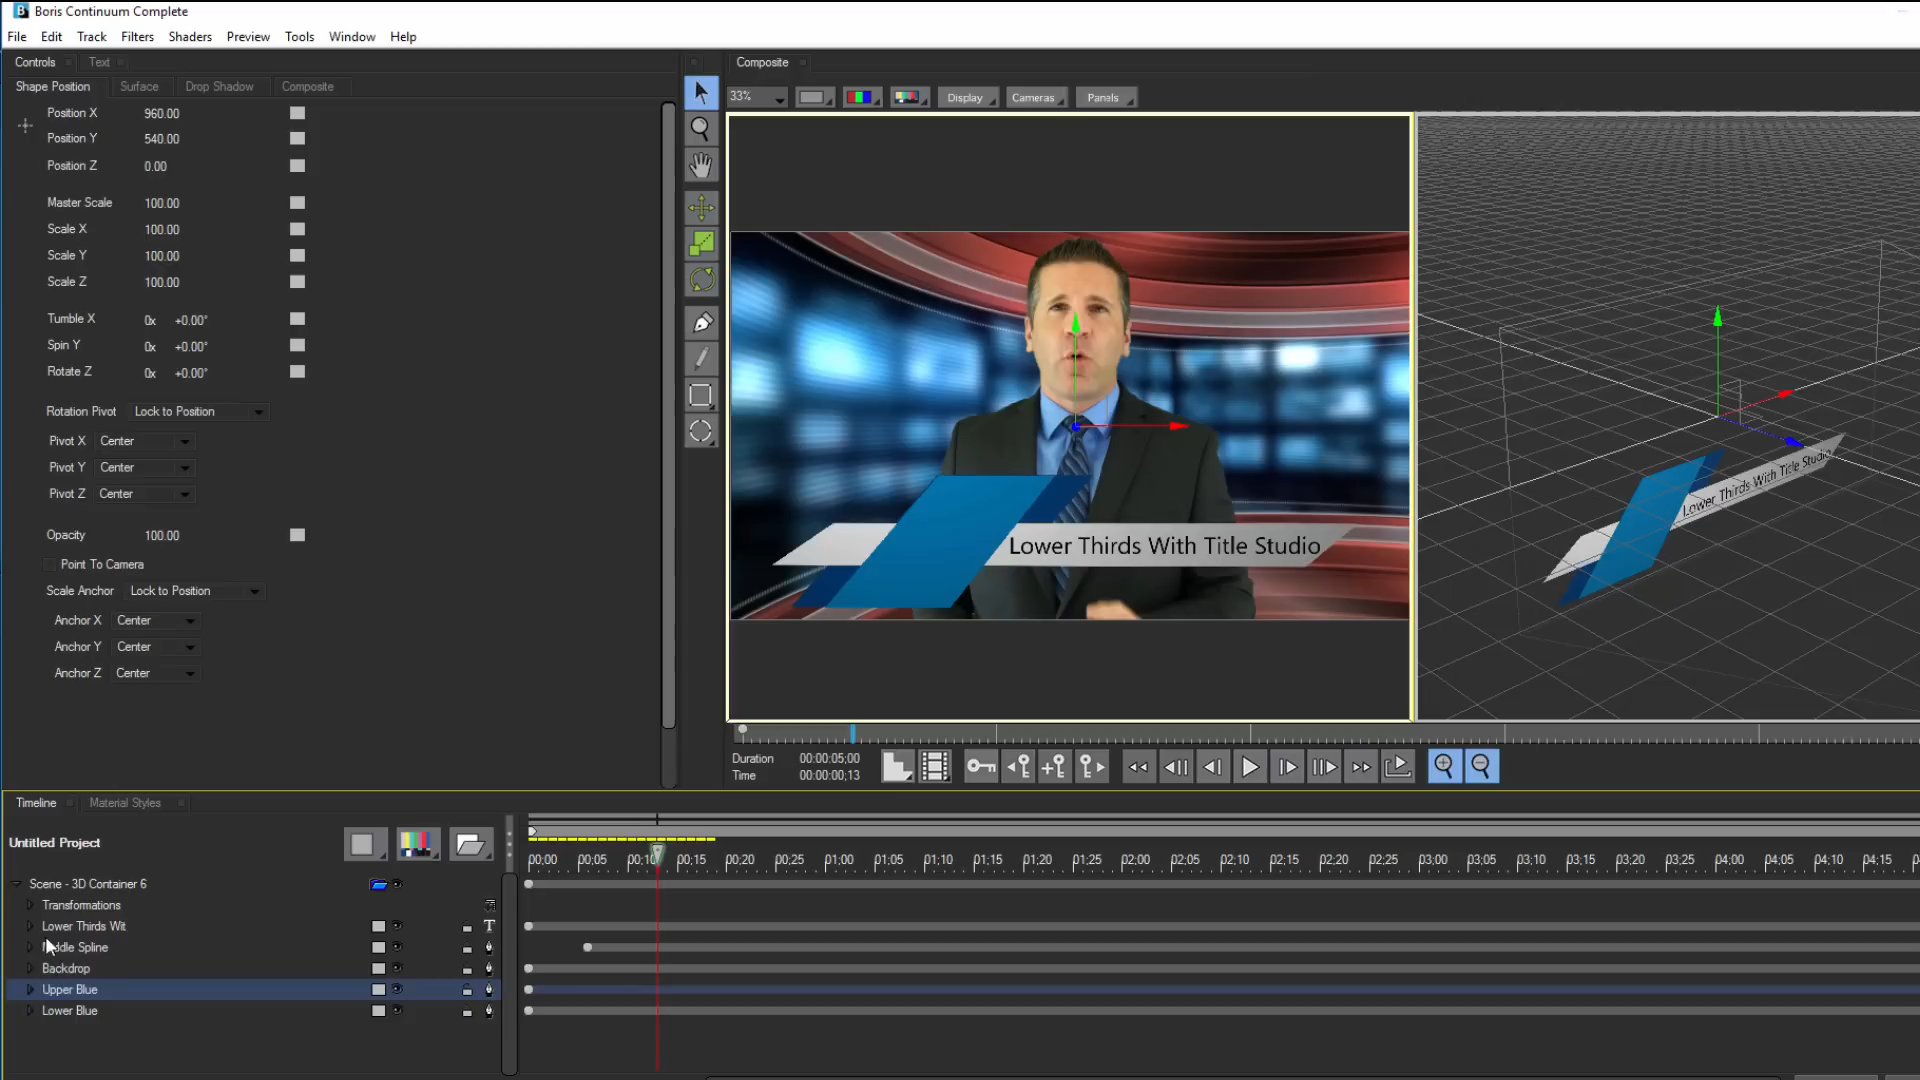 Boris Continuum Complete
File Edit Track Filters Shaders Preview Tools Window Help
Controls Text
Shape Position Surface Drop Shadow Composite
Position X 960.00
Position Y 540.00
Position Z 0.00
Master Scale 100.00
Scale X 100.00
Scale Y 100.00
Scale Z 100.00
Tumble X 0x +0.00°
Spin Y 0x +0.00°
Rotate Z 0x +0.00°
Rotation Pivot Lock to Position
Pivot X Center
Pivot Y Center
Pivot Z Center
Opacity 100.00
Point To Camera
Scale Anchor Lock to Position
Anchor X Center
Anchor Y Center
Anchor Z Center
Composite
33% Display Cameras Panels
Lower Thirds With Title Studio
Lower Thirds With Title Studio
Duration 00:00:05;00
Time 00:00:00;13
Timeline Material Styles
Untitled Project
00;00 00;05 00;10 00;15 00;20 00;25 01;00 01;05 01;10 01;15 01;20 01;25 02;00 02;05 02;10 02;15 02;20 02;25 03;00 03;05 03;10 03;15 03;20 03;25 04;00 04;05 04;10 04;15
Scene - 3D Container 6
Transformations
Lower Thirds Wit T
Middle Spline
Backdrop
Upper Blue
Lower Blue